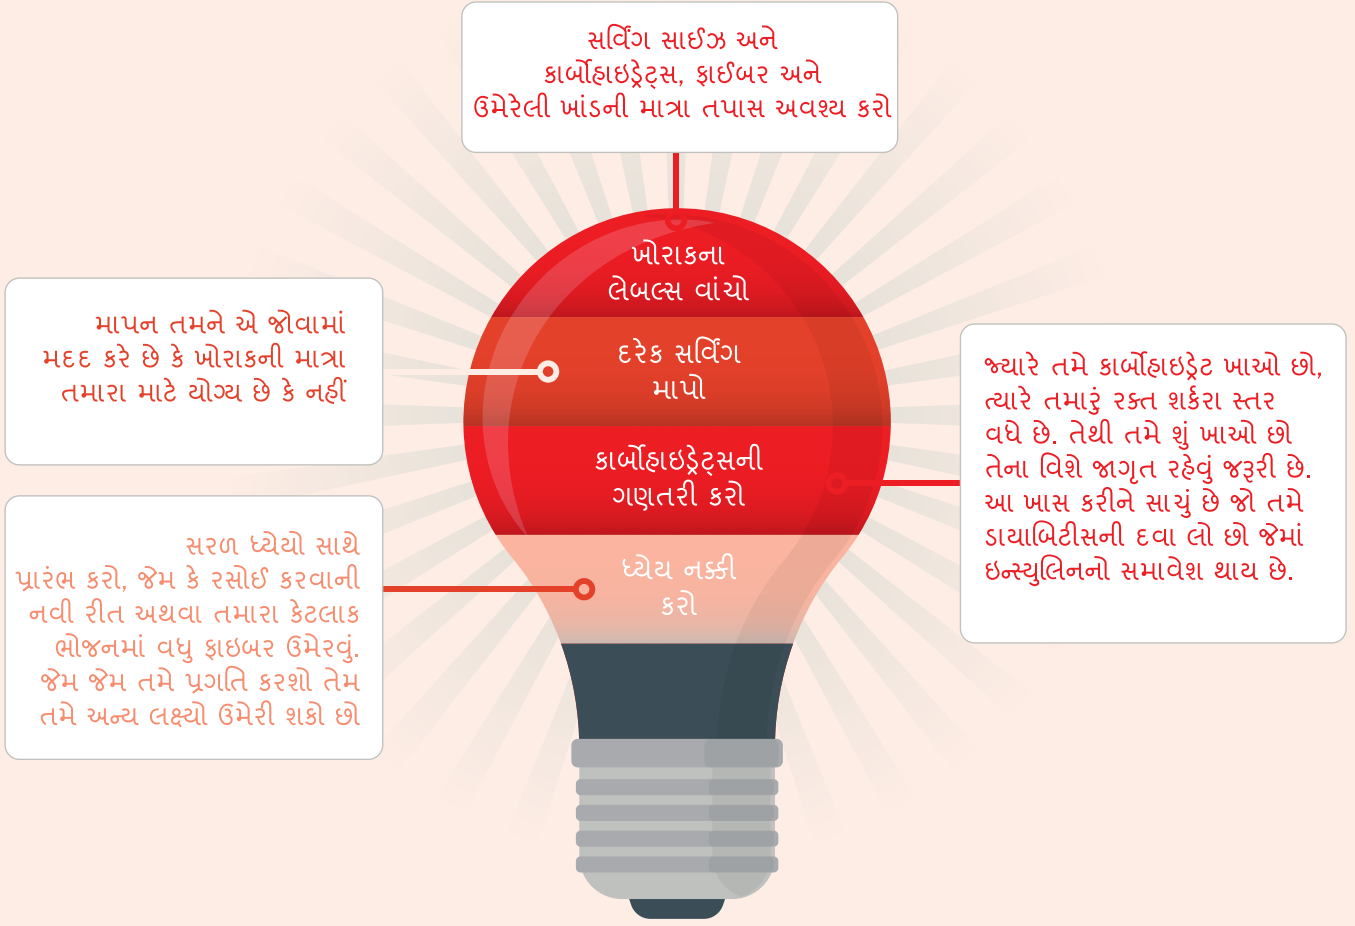 સર્વિંગ સાઈઝ અને
કાર્બોહાઇડ્રેટ્સ, ફાઈબર અને
ઉમેરેલી ખાંડની માત્રા તપાસ અવશ્ય કરો
ખોરાકના
લેબલ્સ વાંચો
માપન તમને એ જોવામાં
મદદ કરે છે કે ખોરાકની માત્રા
તમારા માટે યોગ્ય છે કે નહીં
દરેક સર્વિંગ
માપો
કાર્બોહાઇડ્રેટ્સની
ગણતરી કરો
જ્યારે તમે કાર્બોહાઇડ્રેટ ખાઓ છો,
ત્યારે તમારું રક્ત શર્કરા સ્તર
વધે છે. તેથી તમે શું ખાઓ છો
તેના વિશે જાગૃત રહેવું જરૂરી છે.
આ ખાસ કરીને સાચું છે જો તમે
ડાયાબિટીસની દવા લો છો જેમાં
ઇન્સ્યુલિનનો સમાવેશ થાય છે.
સરળ ધ્યેયો સાથે
પ્રારંભ કરો, જેમ કે રસોઈ કરવાની
નવી રીત અથવા તમારા કેટલાક
ભોજનમાં વધુ ફાઇબર ઉમેરવું.
જેમ જેમ તમે પ્રગતિ કરશો તેમ
તમે અન્ય લક્ષ્યો ઉમેરી શકો છો
ધ્યેય નક્કી
કરો